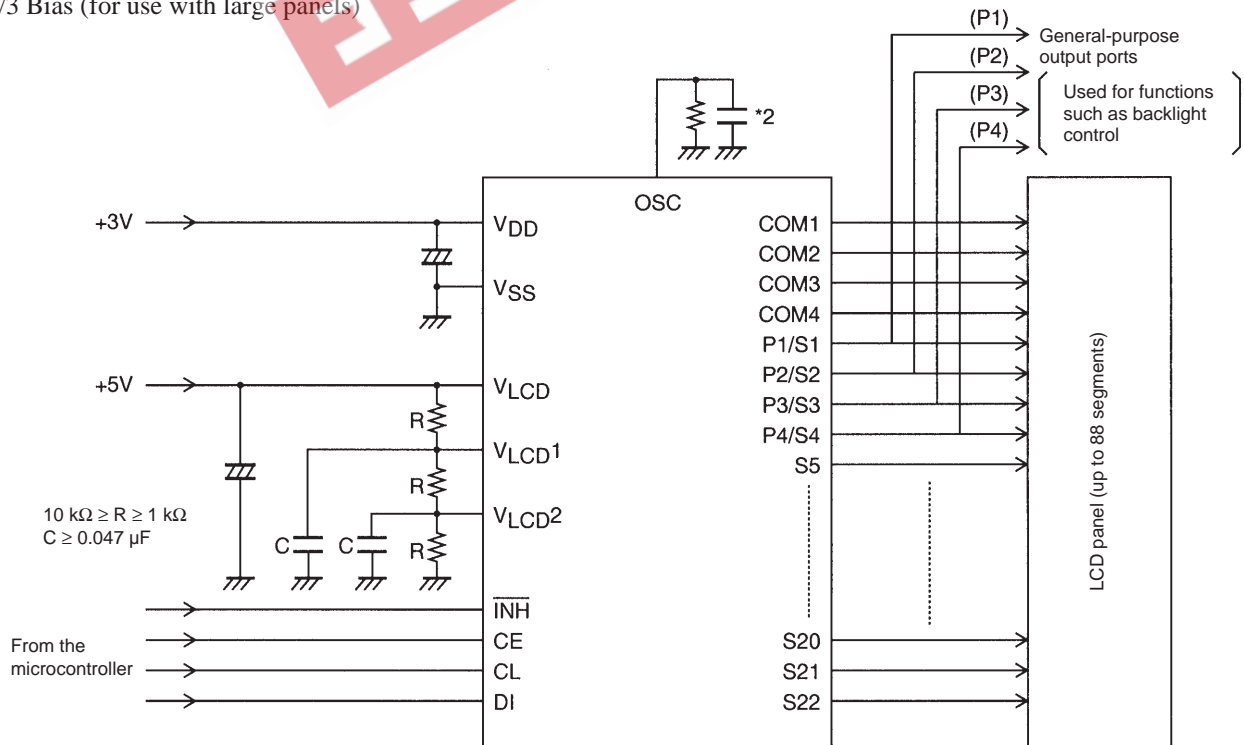 /3 Bias (for use with large panels)
(P1)
General-purpose
output ports
(P2)
(P3)
Used for functions
such as backlight
control
(P4)
*2
OSC
+3V
VDD
VSS
+5V
VLCD
R
VLCD1
R
VLCD2
R
C
C
10 kΩ ≥ R ≥ 1 kΩ
C ≥ 0.047 µF
INH
CE
CL
DI
From the
microcontroller
COM1
COM2
COM3
COM4
P1/S1
P2/S2
P3/S3
P4/S4
S5
S20
S21
S22
LCD panel (up to 88 segments)